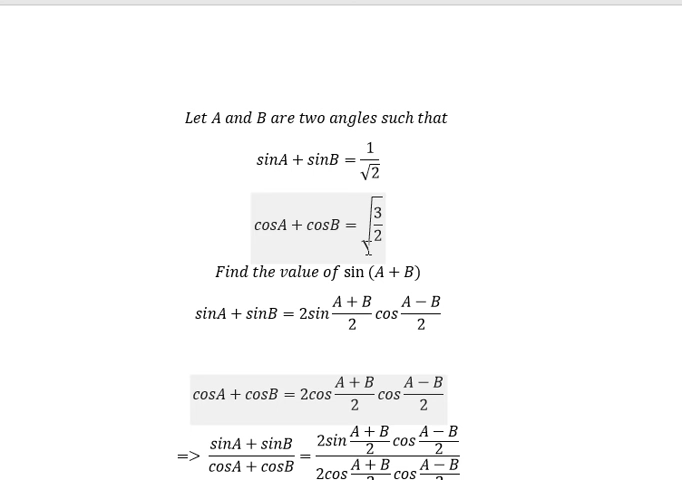 Let A and B are two angles such that
sinA + sinB = 1/√2
cosA + cosB = √(3/2)
Find the value of sin (A + B)
sinA + sinB = 2sin (A + B)/2 cos (A − B)/2
cosA + cosB = 2cos (A + B)/2 cos (A − B)/2
=> (sinA + sinB)/(cosA + cosB) = (2sin (A + B)/2 cos (A − B)/2)/(2cos (A + B)/2 cos (A − B)/2)